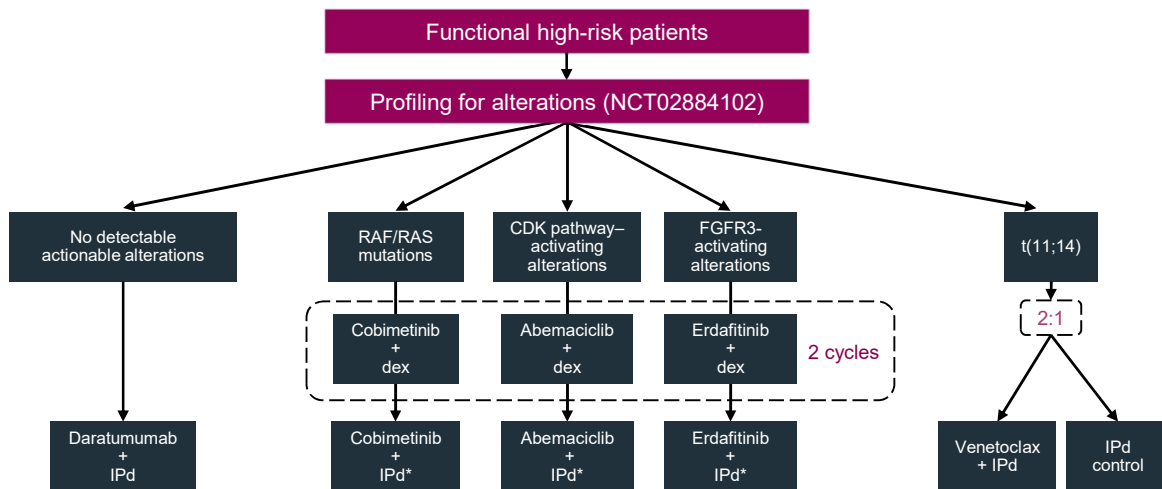 Functional high-risk patients
Profiling for alterations (NCT02884102)
No detectable
actionable alterations
RAF/RAS
mutations
CDK pathway–
activating
alterations
FGFR3-
activating
alterations
t(11;14)
2:1
Cobimetinib
+
dex
Abemaciclib
+
dex
Erdafitinib
+
dex
2 cycles
Daratumumab
+
IPd
Cobimetinib
+
IPd*
Abemaciclib
+
IPd*
Erdafitinib
+
IPd*
Venetoclax
+ IPd
IPd
control